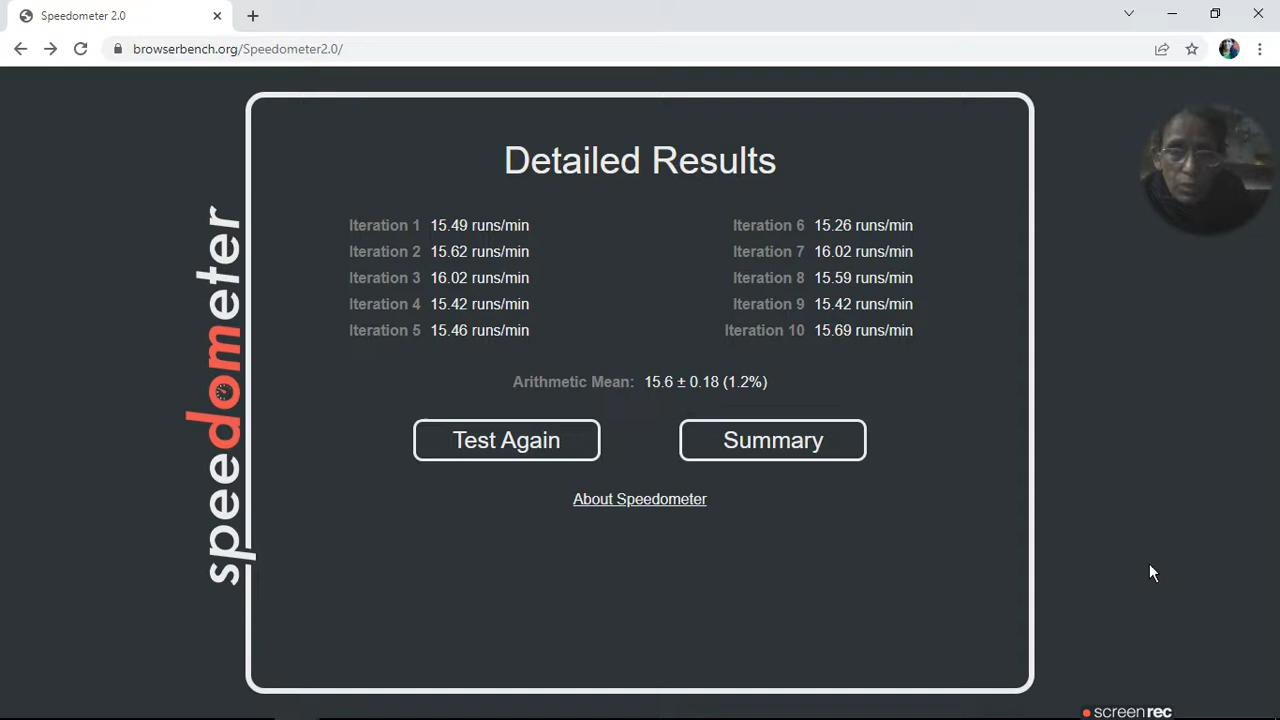 Speedometer 2.0
browserbench.org/Speedometer2.0/
speedometer
Detailed Results
Iteration 1 15.49 runs/min
Iteration 2 15.62 runs/min
Iteration 3 16.02 runs/min
Iteration 4 15.42 runs/min
Iteration 5 15.46 runs/min
Iteration 6 15.26 runs/min
Iteration 7 16.02 runs/min
Iteration 8 15.59 runs/min
Iteration 9 15.42 runs/min
Iteration 10 15.69 runs/min
Arithmetic Mean: 15.6 ± 0.18 (1.2%)
Test Again
Summary
About Speedometer
screenrec